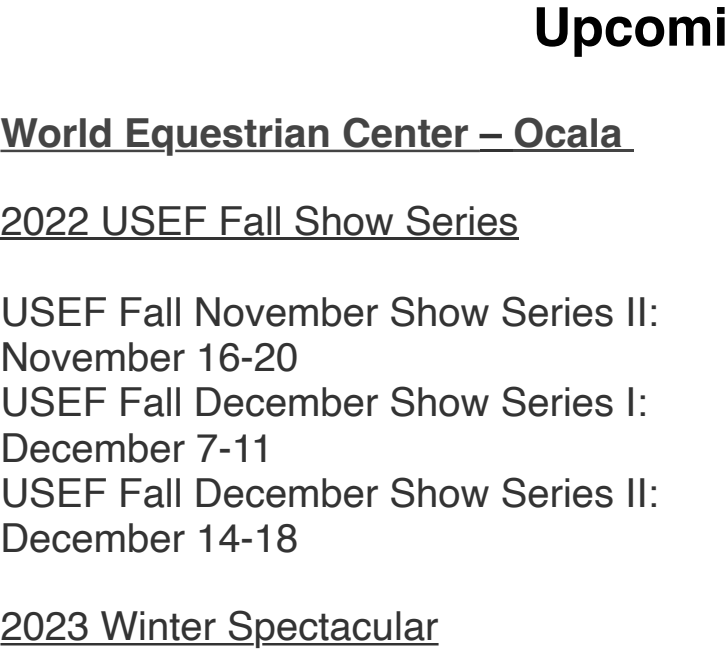 Upcomi
World Equestrian Center – Ocala
2022 USEF Fall Show Series
USEF Fall November Show Series II:
November 16-20
USEF Fall December Show Series I:
December 7-11
USEF Fall December Show Series II:
December 14-18
2023 Winter Spectacular